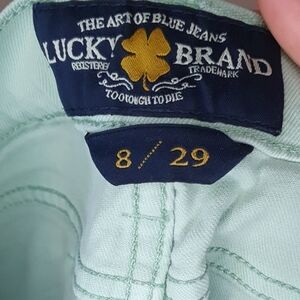 THE ART OF BLUE JEANS
LUCKY BRAND
REGISTERED TRADEMARK
TOO TOUGH TO DIE
8 / 29